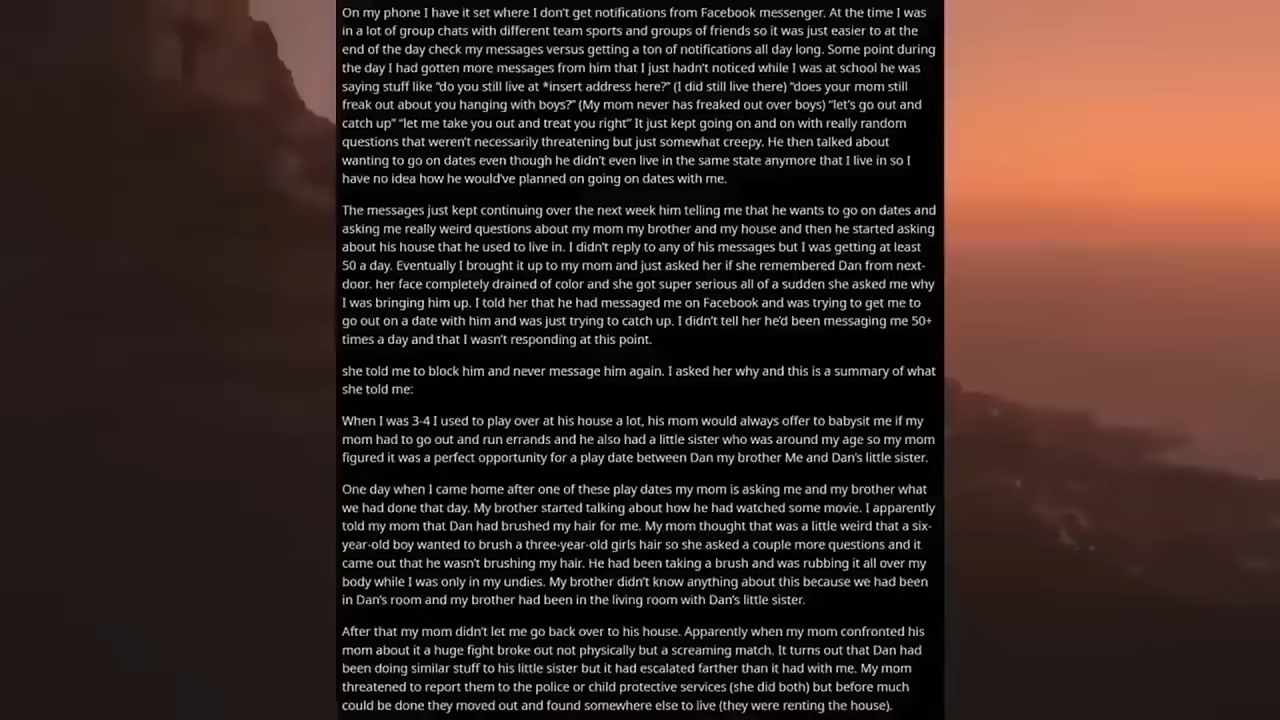 On my phone I have it set where I don't get notifications from Facebook messenger. At the time I was
in a lot of group chats with different team sports and groups of friends so it was just easier to at the
end of the day check my messages versus getting a ton of notifications all day long. Some point during
the day I had gotten more messages from him that I just hadn't noticed while I was at school he was
saying stuff like "do you still live at *insert address here?" (I did still live there) "does your mom still
freak out about you hanging with boys?" (My mom never has freaked out over boys) "let's go out and
catch up" "let me take you out and treat you right" It just kept going on and on with really random
questions that weren't necessarily threatening but just somewhat creepy. He then talked about
wanting to go on dates even though he didn't even live in the same state anymore that I live in so I
have no idea how he would've planned on going on dates with me.
The messages just kept continuing over the next week him telling me that he wants to go on dates and
asking me really weird questions about my mom my brother and my house and then he started asking
about his house that he used to live in. I didn't reply to any of his messages but I was getting at least
50 a day. Eventually I brought it up to my mom and just asked her if she remembered Dan from next-
door. her face completely drained of color and she got super serious all of a sudden she asked me why
I was bringing him up. I told her that he had messaged me on Facebook and was trying to get me to
go out on a date with him and was just trying to catch up. I didn't tell her he'd been messaging me 50+
times a day and that I wasn't responding at this point.
she told me to block him and never message him again. I asked her why and this is a summary of what
she told me:
When I was 3-4 I used to play over at his house a lot, his mom would always offer to babysit me if my
mom had to go out and run errands and he also had a little sister who was around my age so my mom
figured it was a perfect opportunity for a play date between Dan my brother Me and Dan's little sister.
One day when I came home after one of these play dates my mom is asking me and my brother what
we had done that day. My brother started talking about how he had watched some movie. I apparently
told my mom that Dan had brushed my hair for me. My mom thought that was a little weird that a six-
year-old boy wanted to brush a three-year-old girls hair so she asked a couple more questions and it
came out that he wasn't brushing my hair. He had been taking a brush and was rubbing it all over my
body while I was only in my undies. My brother didn't know anything about this because we had been
in Dan's room and my brother had been in the living room with Dan's little sister.
After that my mom didn't let me go back over to his house. Apparently when my mom confronted his
mom about it a huge fight broke out not physically but a screaming match. It turns out that Dan had
been doing similar stuff to his little sister but it had escalated farther than it had with me. My mom
threatened to report them to the police or child protective services (she did both) but before much
could be done they moved out and found somewhere else to live (they were renting the house).